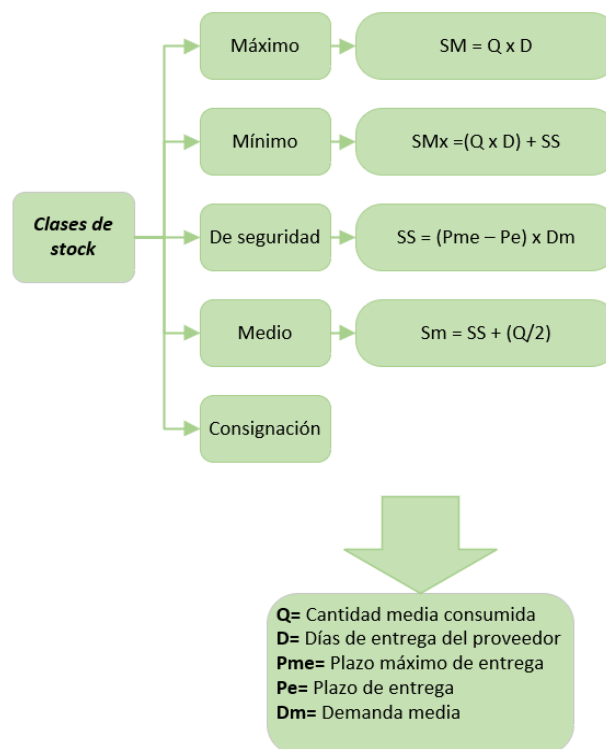 Máximo
SM = Q x D
Mínimo
SMx =(Q x D) + SS
Clases de
stock
De seguridad
SS = (Pme – Pe) x Dm
Medio
Sm = SS + (Q/2)
Consignación
Q= Cantidad media consumida
D= Días de entrega del proveedor
Pme= Plazo máximo de entrega
Pe= Plazo de entrega
Dm= Demanda media